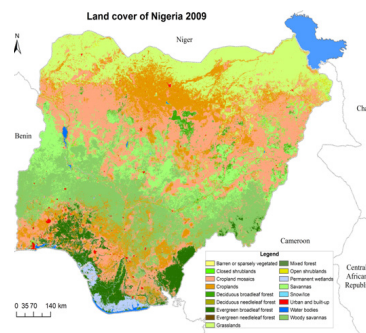 Land cover of Nigeria 2009
N
Niger
Benin
Cameroon
Central
African
Republ
0 35 70 140 km
Legend
Barren or sparsely vegetated
Closed shrublands
Cropland mosaics
Croplands
Deciduous broadleaf forest
Deciduous needleleaf forest
Evergreen broadleaf forest
Evergreen needleleaf forest
Grasslands
Mixed forest
Open shrublands
Permanent wetlands
Savannas
Snow/Ice
Urban and built-up
Water bodies
Woody savannas